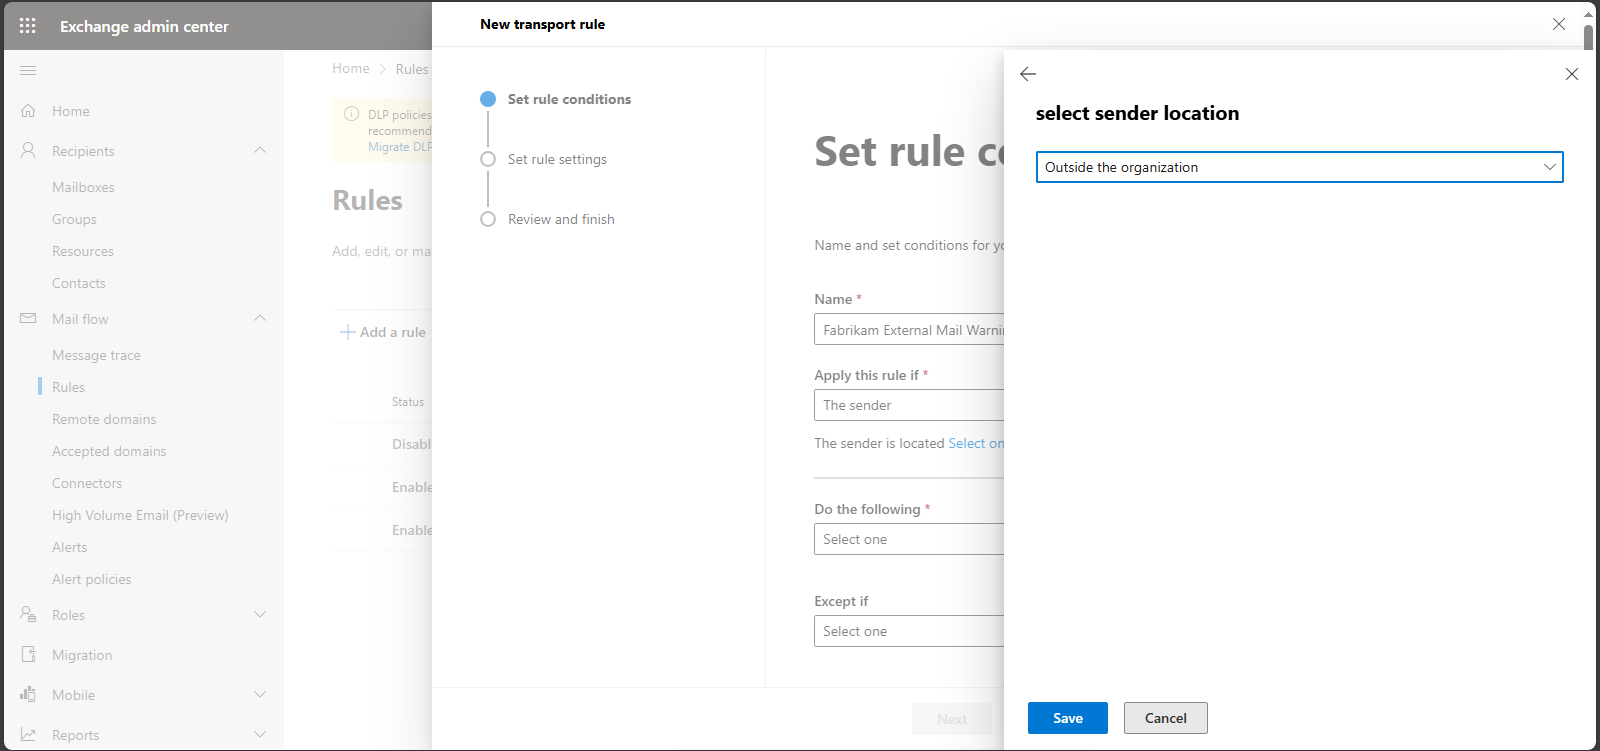 Exchange admin center
New transport rule
Home
Recipients
Mailboxes
Groups
Resources
Contacts
Mail flow
Message trace
Rules
Remote domains
Accepted domains
Connectors
High Volume Email (Preview)
Alerts
Alert policies
Roles
Migration
Mobile
Reports
Home > Rules
DLP policies
recommend
Migrate DLP
Rules
Add, edit, or ma
Add a rule
Status
Disabl
Enable
Enable
Set rule conditions
Set rule settings
Review and finish
Set rule co
Name and set conditions for yo
Name *
Fabrikam External Mail Warnin
Apply this rule if *
The sender
The sender is located Select on
Do the following *
Select one
Except if
Select one
Next
select sender location
Outside the organization
Save
Cancel